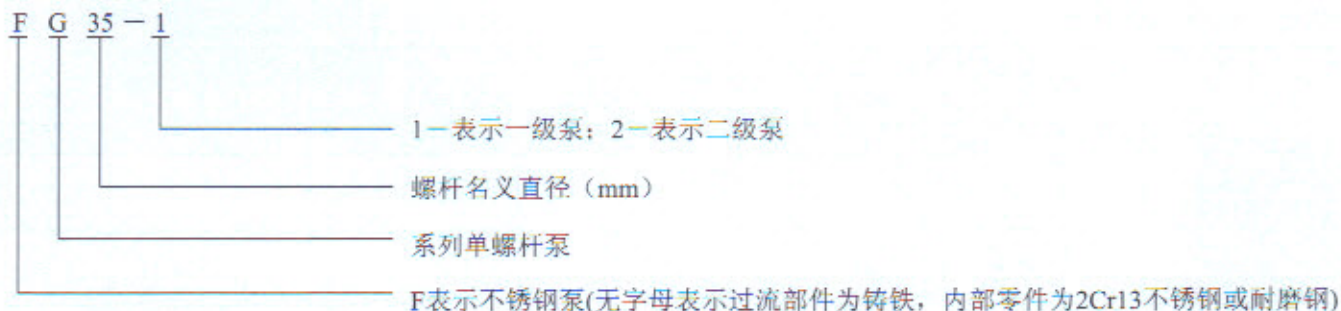 F G 35-1
1-表示一级泵；2-表示二级泵
螺杆名义直径（mm）
系列单螺杆泵
F表示不锈钢泵(无字母表示过流部件为铸铁，内部零件为2Cr13不锈钢或耐磨钢)